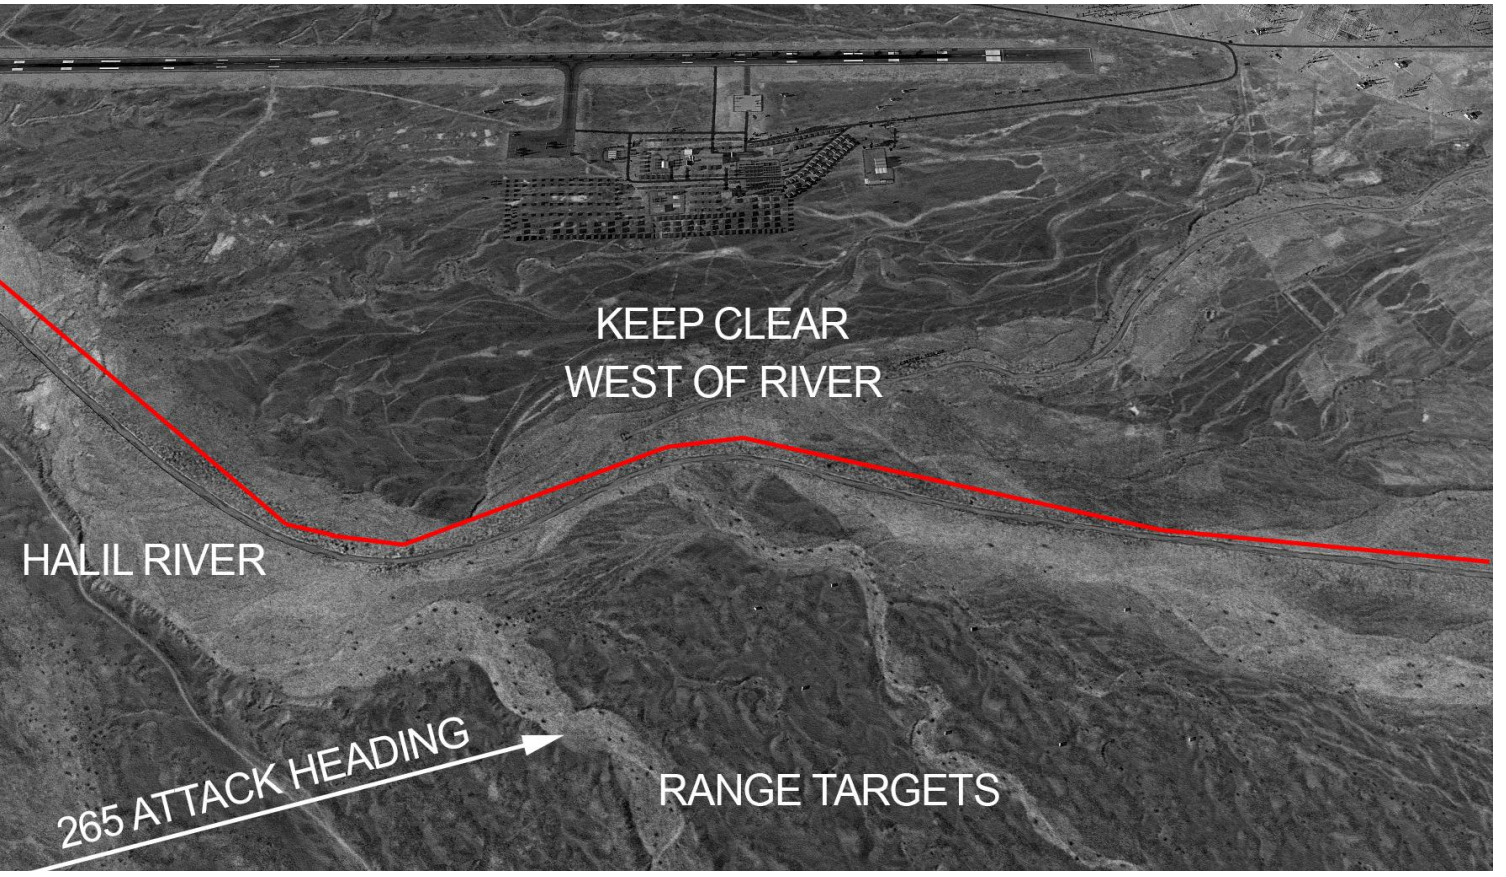 KEEP CLEAR
WEST OF RIVER
HALIL RIVER
265 ATTACK HEADING
RANGE TARGETS